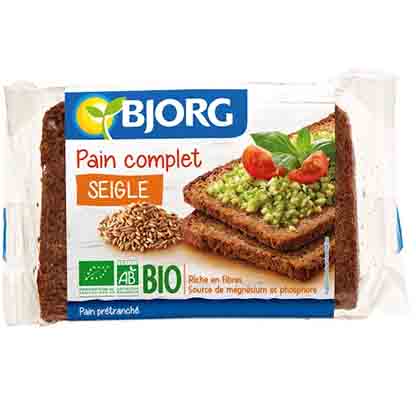 BJORG
Pain complet
SEIGLE
AB
BIO
Riche en fibres
Source de magnésium et phosphore
Pain prétranché